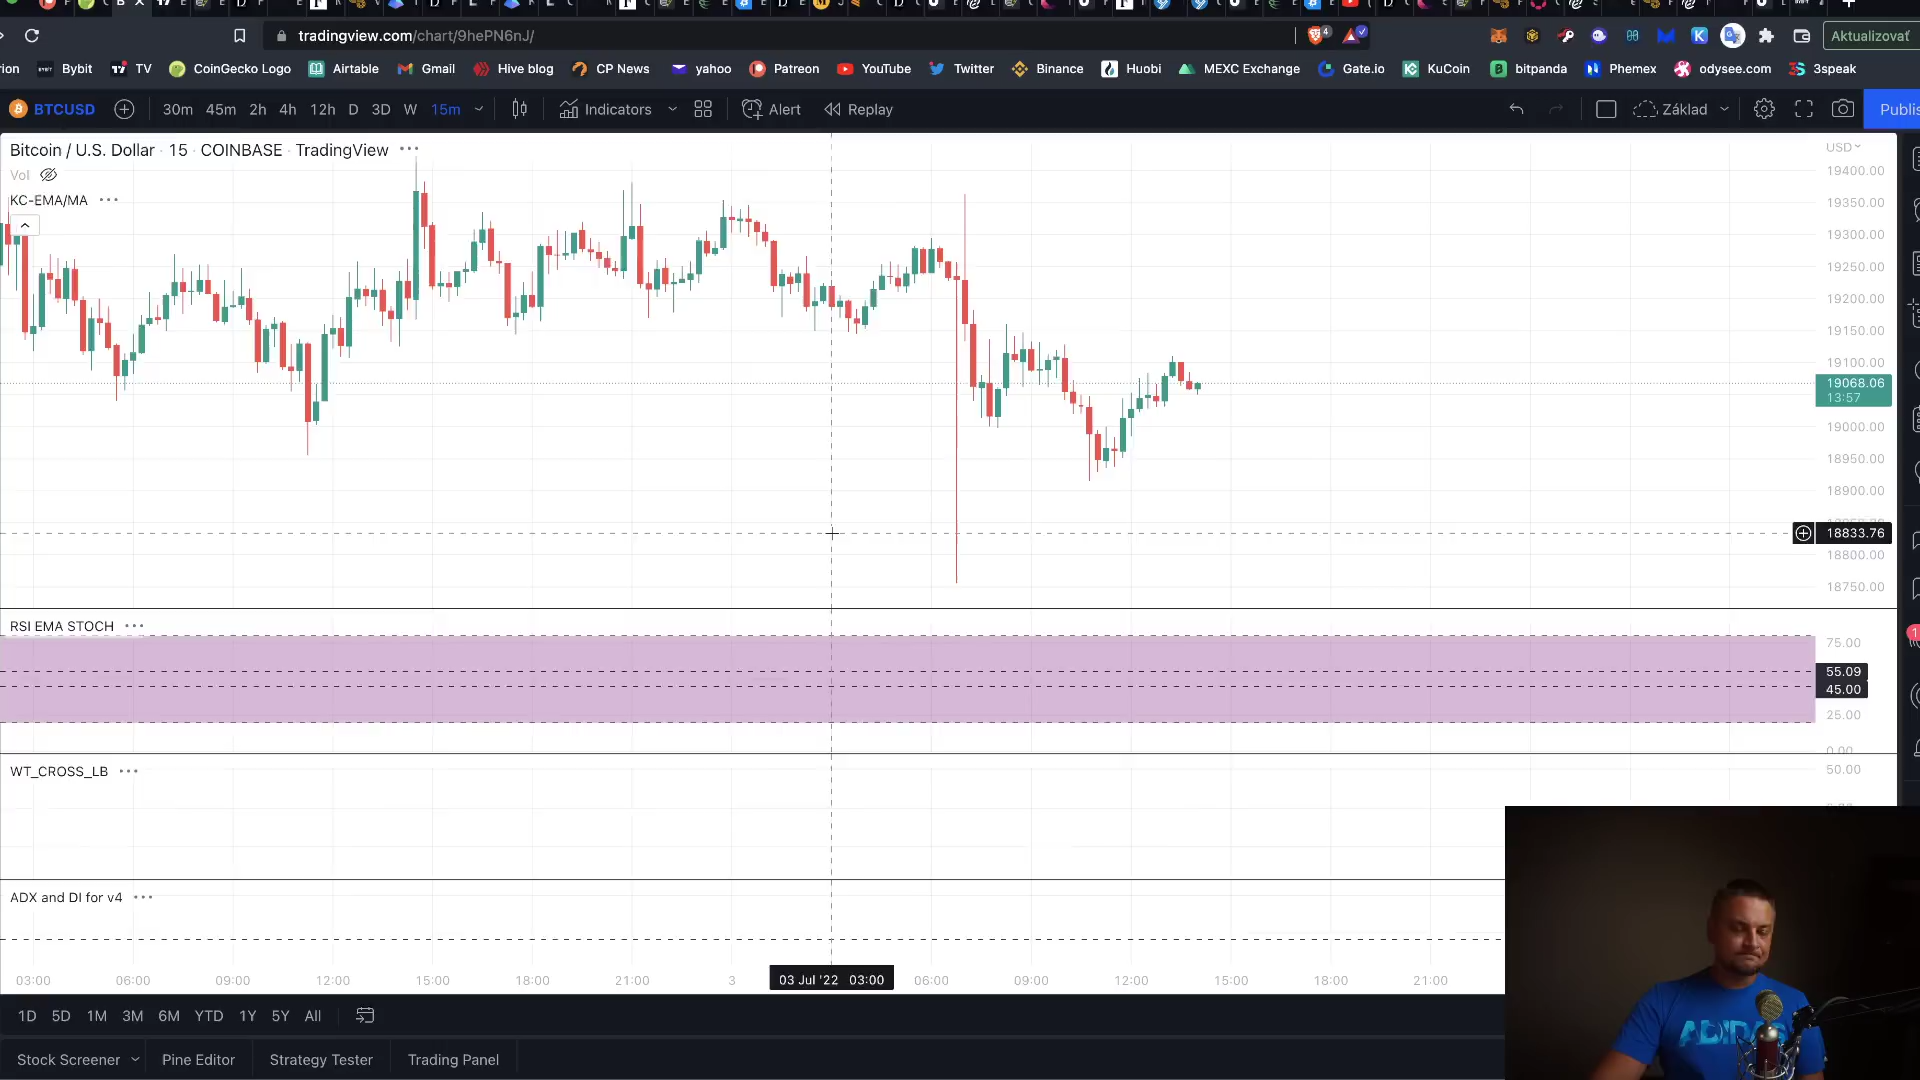 tradingview.com/chart/9hePN6nJ/
4
Aktualizovať
rion Bybit TV CoinGecko Logo Airtable Gmail Hive blog CP News yahoo Patreon YouTube Twitter Binance Huobi MEXC Exchange Gate.io KuCoin bitpanda Phemex odysee.com 3speak
BTCUSD 30m 45m 2h 4h 12h D 3D W 15m Indicators Alert Replay Základ Publis
Bitcoin / U.S. Dollar · 15 · COINBASE · TradingView
USD
Vol
KC-EMA/MA
19400.00
19350.00
19300.00
19250.00
19200.00
19150.00
19100.00
19068.06
13:57
19000.00
18950.00
18900.00
18833.76
18800.00
18750.00
RSI EMA STOCH
75.00
55.09
45.00
25.00
0.00
WT_CROSS_LB
50.00
ADX and DI for v4
03:00 06:00 09:00 12:00 15:00 18:00 21:00 3 03 Jul '22 03:00 06:00 09:00 12:00 15:00 18:00 21:00
1D 5D 1M 3M 6M YTD 1Y 5Y All
Stock Screener Pine Editor Strategy Tester Trading Panel
1